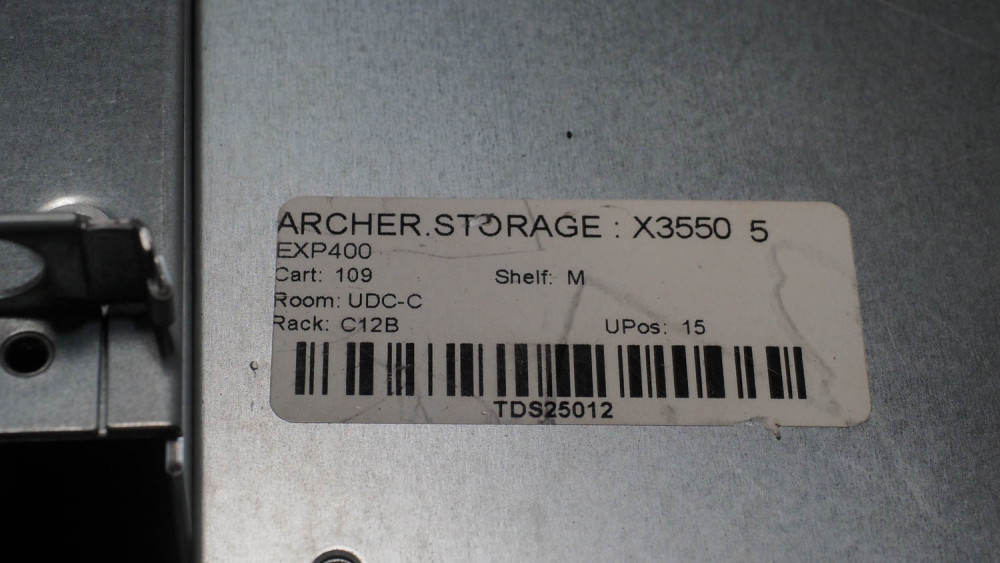 ARCHER.STORAGE : X3550 5
EXP400
Cart: 109 Shelf: M
Room: UDC-C
Rack: C12B UPos: 15
TDS25012